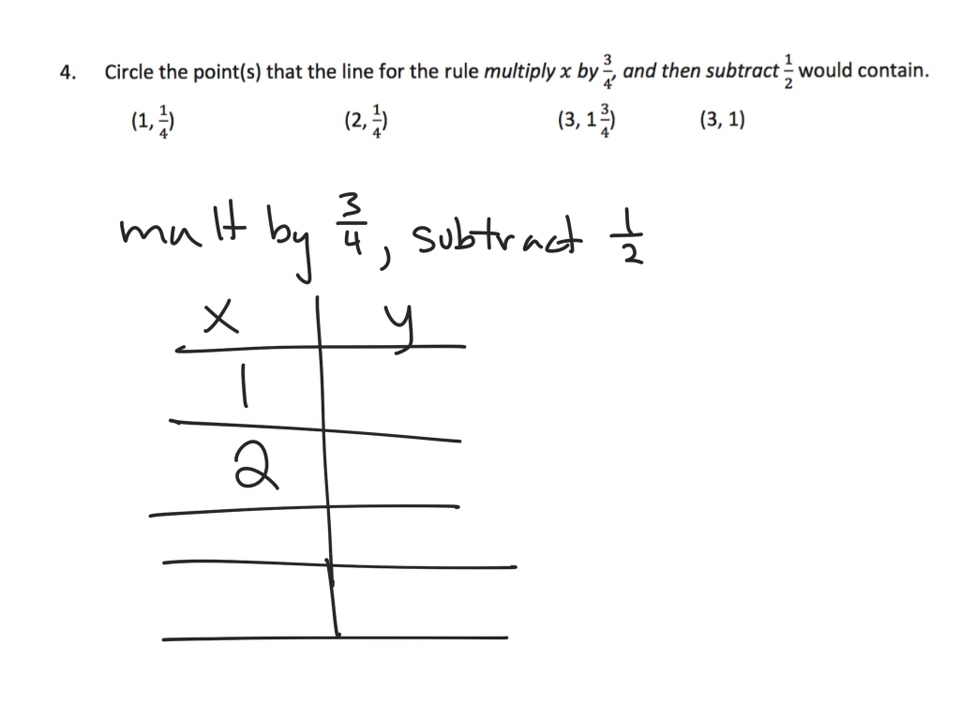 4. Circle the point(s) that the line for the rule multiply x by 3/4, and then subtract 1/2 would contain.
(1, 1/4) (2, 1/4) (3, 1 3/4) (3, 1)
mult by 3/4, subtract 1/2
x y
1
2